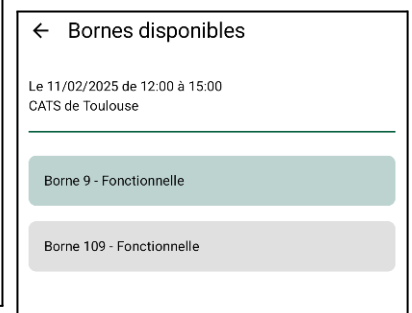 ← Bornes disponibles
Le 11/02/2025 de 12:00 à 15:00
CATS de Toulouse
Borne 9 - Fonctionnelle
Borne 109 - Fonctionnelle